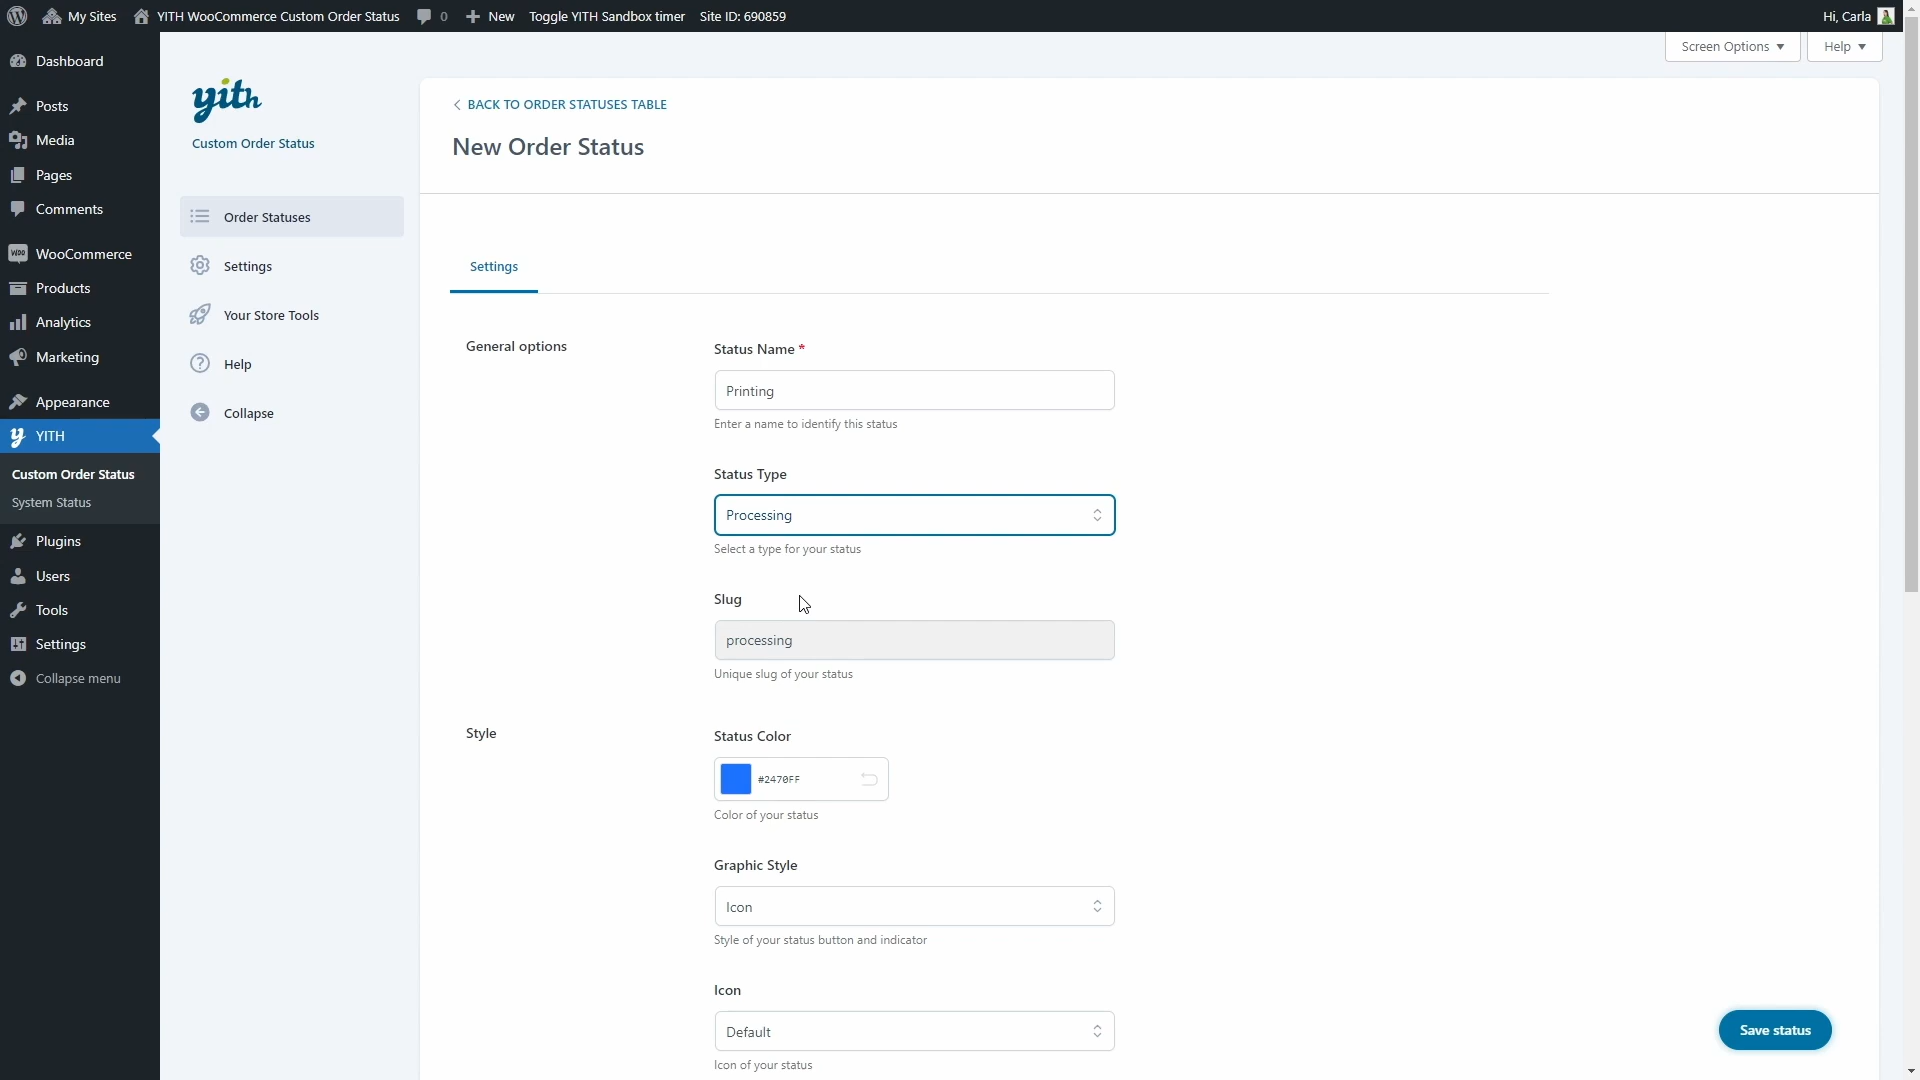 My Sites YITH WooCommerce Custom Order Status 0 New Toggle YITH Sandbox timer Site ID: 690859 Hi, Carla
Screen Options Help
Dashboard
Posts
Media
Pages
Comments
WOO WooCommerce
Products
Analytics
Marketing
Appearance
y YITH
Custom Order Status
System Status
Plugins
Users
Tools
Settings
Collapse menu
yith
Custom Order Status
Order Statuses
Settings
Your Store Tools
? Help
Collapse
BACK TO ORDER STATUSES TABLE
New Order Status
Settings
General options
Status Name *
Printing
Enter a name to identify this status
Status Type
Processing
Select a type for your status
Slug
processing
Unique slug of your status
Style
Status Color
#2470FF
Color of your status
Graphic Style
Icon
Style of your status button and indicator
Icon
Default
Icon of your status
Save status